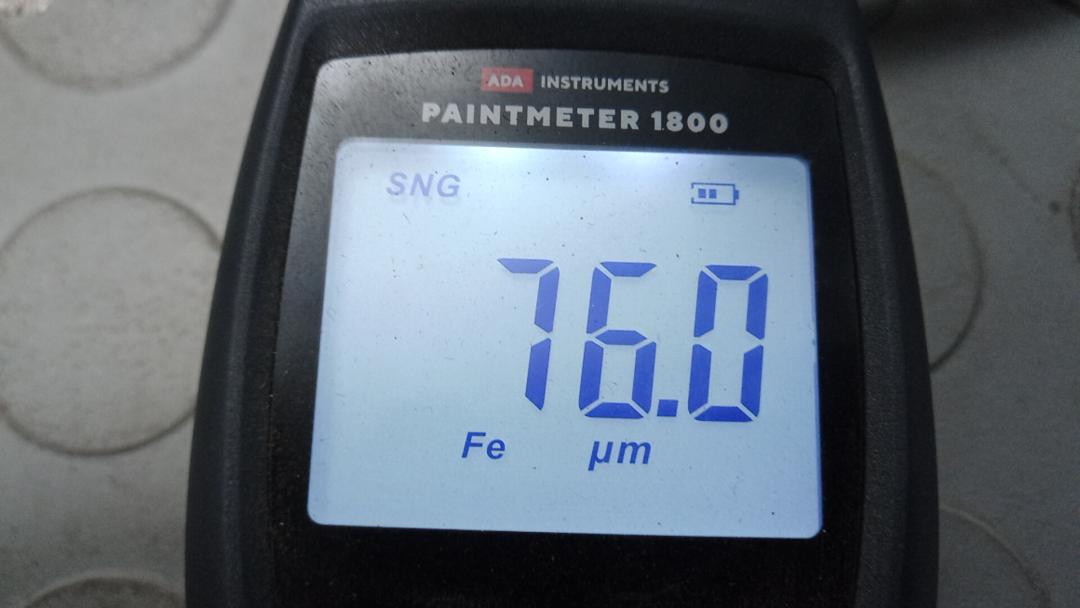 ADA INSTRUMENTS
PAINTMETER 1800
SNG
76.0
Fe µm